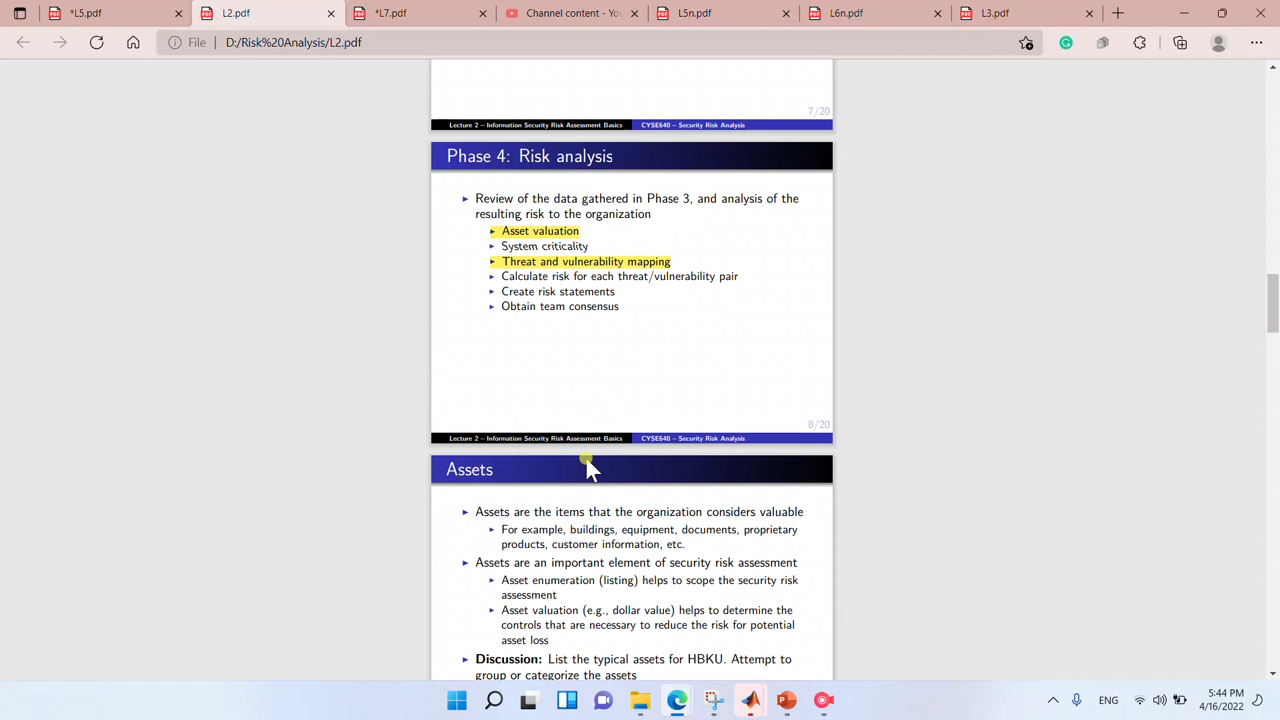 *L5.pdf
L2.pdf
*L7.pdf
Channel content - Yo
L5n.pdf
L6n.pdf
L3.pdf
File
D:/Risk%20Analysis/L2.pdf
7/20
Lecture 2 – Information Security Risk Assessment Basics
CYSE640 – Security Risk Analysis
Phase 4: Risk analysis
Review of the data gathered in Phase 3, and analysis of the
resulting risk to the organization
Asset valuation
System criticality
Threat and vulnerability mapping
Calculate risk for each threat/vulnerability pair
Create risk statements
Obtain team consensus
8/20
Lecture 2 – Information Security Risk Assessment Basics
CYSE640 – Security Risk Analysis
Assets
Assets are the items that the organization considers valuable
For example, buildings, equipment, documents, proprietary
products, customer information, etc.
Assets are an important element of security risk assessment
Asset enumeration (listing) helps to scope the security risk
assessment
Asset valuation (e.g., dollar value) helps to determine the
controls that are necessary to reduce the risk for potential
asset loss
Discussion: List the typical assets for HBKU. Attempt to
group or categorize the assets
ENG
5:44 PM
4/16/2022